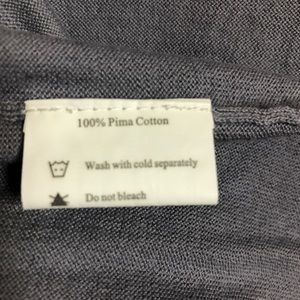 100% Pima Cotton
Wash with cold separately
Do not bleach